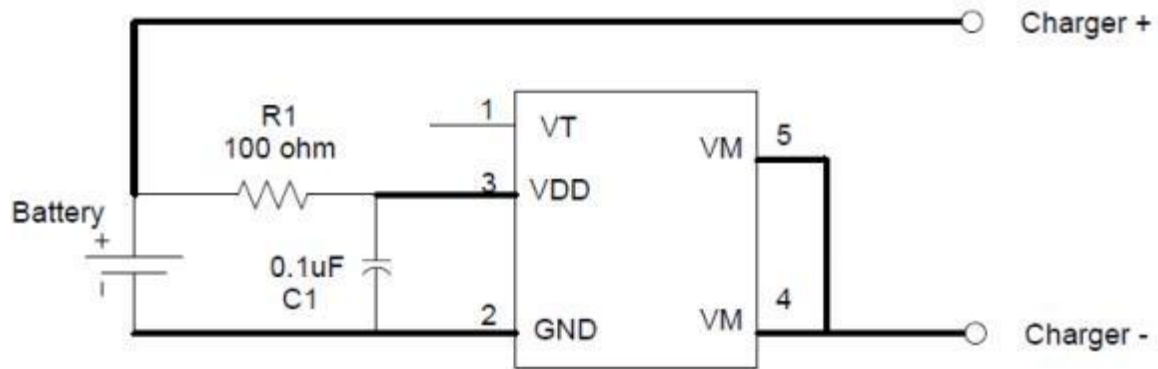 Charger +
R1
100 ohm
1
VT
VM
5
3
VDD
Battery
+
-
0.1uF
C1
2
GND
VM
4
Charger -